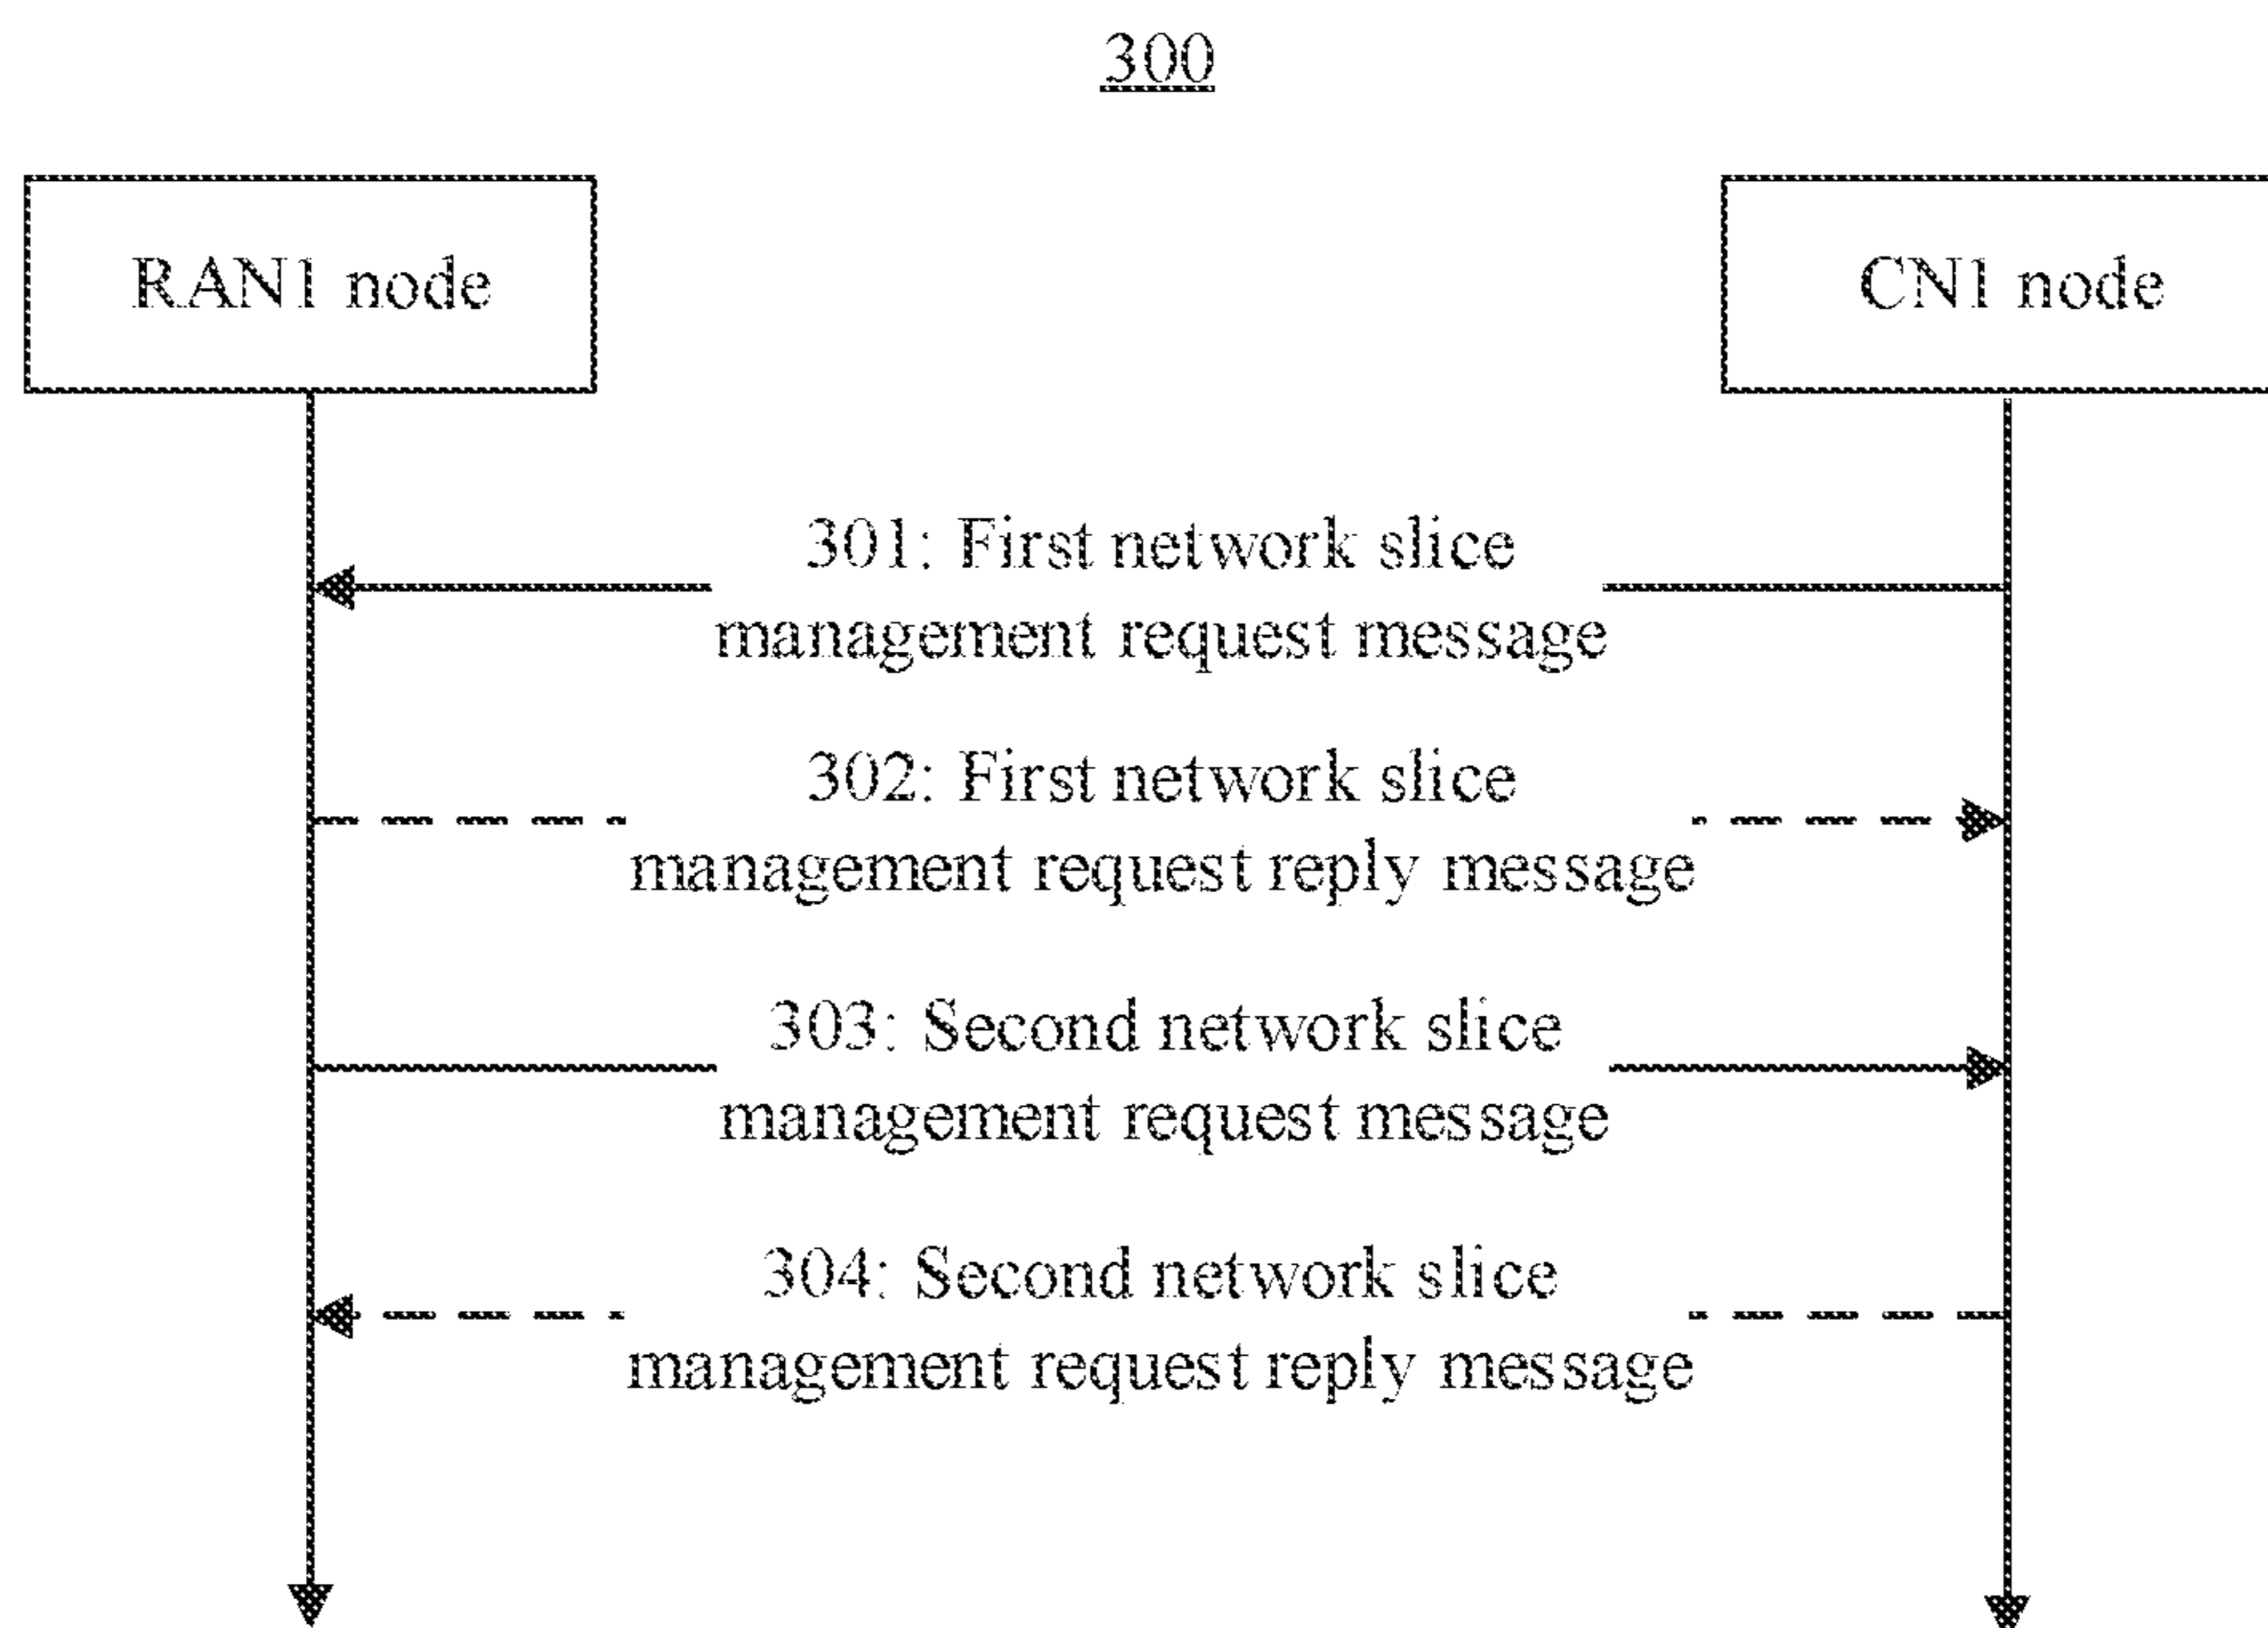 300
RAN1 node
CN1 node
301: First network slice
management request message
302: First network slice
management request reply message
303: Second network slice
management request message
304: Second network slice
management request reply message